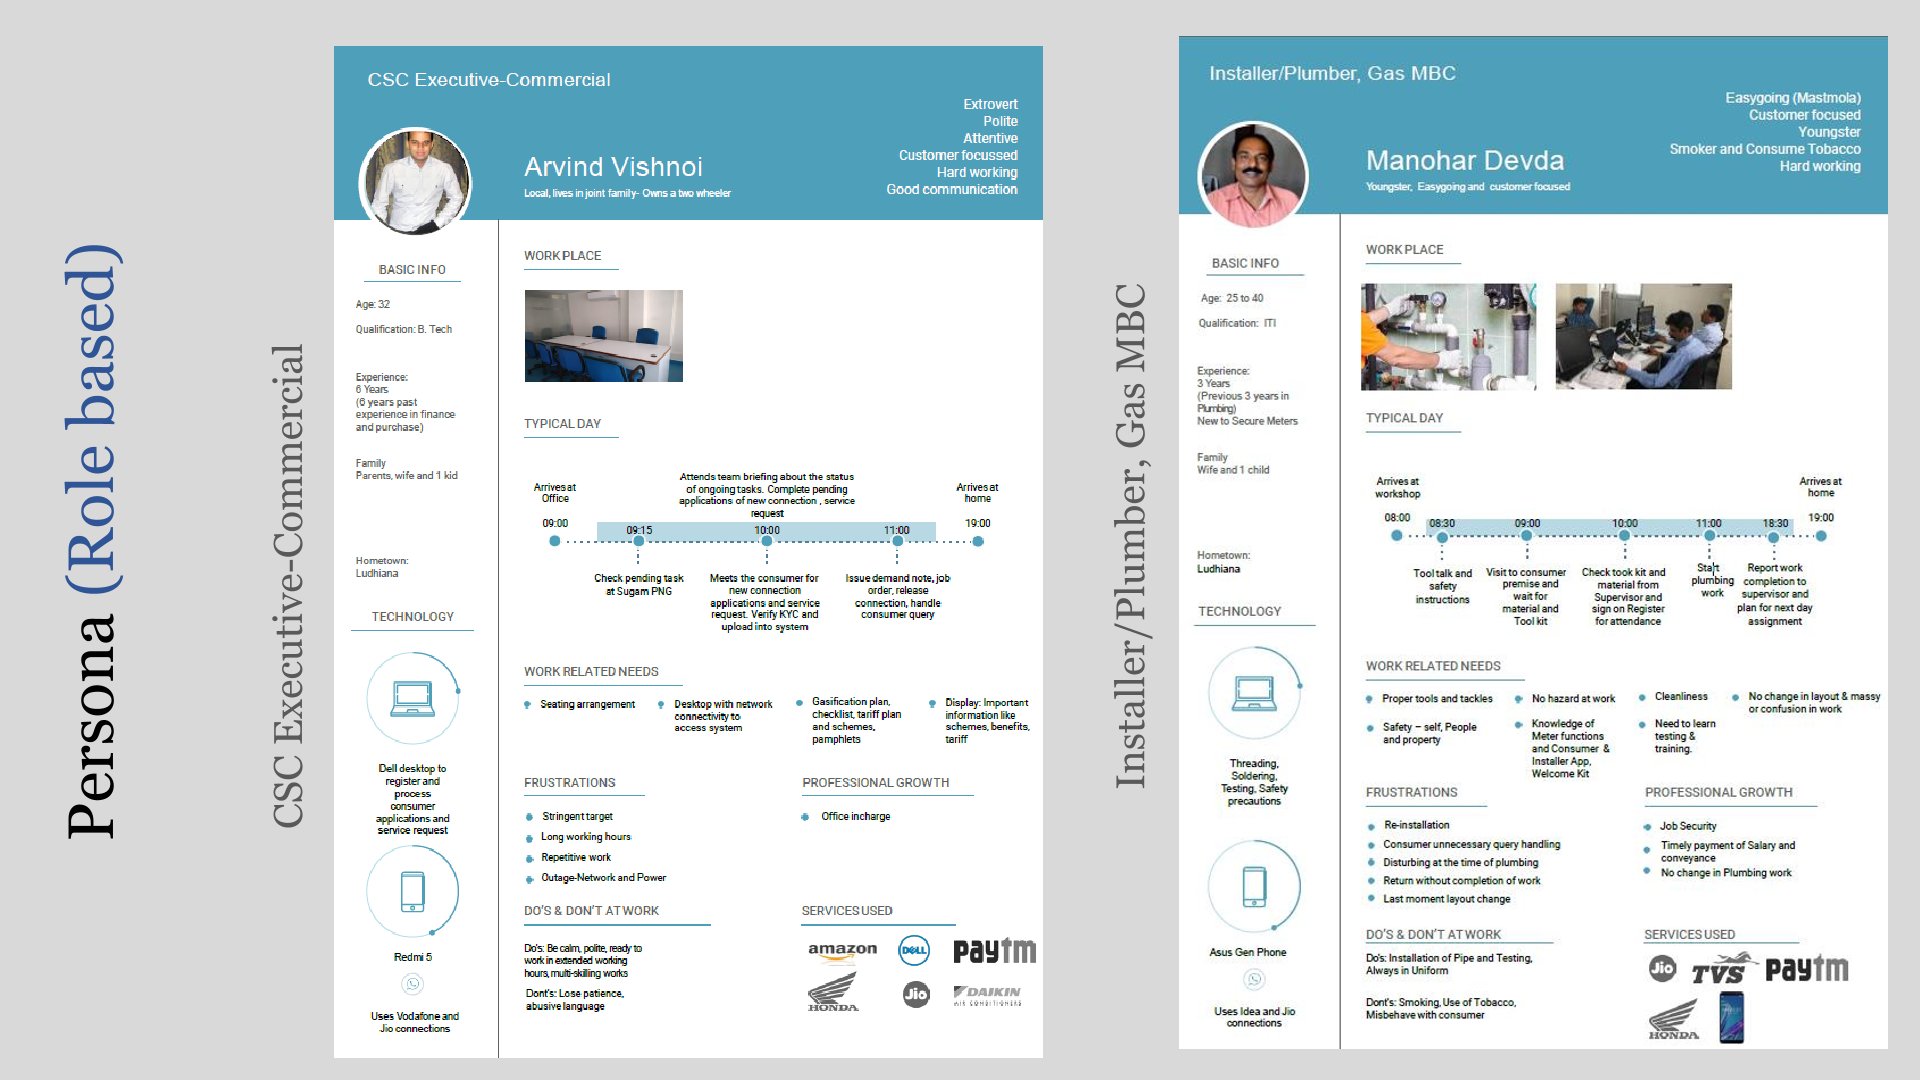 Persona (Role based)
CSC Executive-Commercial
CSC Executive-Commercial
Extrovert
Polite
Attentive
Customer focussed
Hard working
Good communication
Arvind Vishnoi
Local, lives in joint family- Owns a two wheeler
BASIC INFO
Age: 32
Qualification: B. Tech
Experience:
6 Years
(6 years past
experience in finance
and purchase)
Family
Parents, wife and 1 kid
Hometown:
Ludhiana
TECHNOLOGY
Dell desktop to
register and
process
consumer
applications and
service request
Redmi 5
Uses Vodafone and
Jio connections
WORK PLACE
TYPICAL DAY
Arrives at
Office
09:00
09:15
Check pending task
at Sugam PNG
Attends team briefing about the status
of ongoing tasks. Complete pending
applications of new connection , service
request
10:00
Meets the consumer for
new connection
applications and service
request. Verify KYC and
upload into system
11:00
Issue demand note, job
order, release
connection, handle
consumer query
Arrives at
home
19:00
WORK RELATED NEEDS
Seating arrangement
Desktop with network
connectivity to
access system
Gasification plan,
checklist, tariff plan
and schemes,
pamphlets
Display: Important
information like
schemes, benefits,
tariff
FRUSTRATIONS
Stringent target
Long working hours
Repetitive work
Outage-Network and Power
PROFESSIONAL GROWTH
Office incharge
DO'S & DON'T AT WORK
Do's: Be calm, polite, ready to
work in extended working
hours, multi-skilling works
Dont's: Lose patience,
abusive language
SERVICES USED
amazon
DELL
paytm
HONDA
Jio
DAIKIN
AIR CONDITIONERS
Installer/Plumber, Gas MBC
Installer/Plumber, Gas MBC
Easygoing (Mastmola)
Customer focused
Youngster
Smoker and Consume Tobacco
Hard working
Manohar Devda
Youngster, Easygoing and customer focused
BASIC INFO
Age: 25 to 40
Qualification: ITI
Experience:
3 Years
(Previous 3 years in
Plumbing)
New to Secure Meters
Family
Wife and 1 child
Hometown:
Ludhiana
TECHNOLOGY
Threading,
Soldering,
Testing, Safety
precautions
Asus Gen Phone
Uses Idea and Jio
connections
WORK PLACE
TYPICAL DAY
Arrives at
workshop
08:00
08:30
Tool talk and
safety
instructions
09:00
Visit to consumer
premise and
wait for
material and
Tool kit
10:00
Check took kit and
material from
Supervisor and
sign on Register
for attendance
11:00
Start
plumbing
work
18:30
Report work
completion to
supervisor and
plan for next day
assignment
Arrives at
home
19:00
WORK RELATED NEEDS
Proper tools and tackles
No hazard at work
Cleanliness
No change in layout & massy
or confusion in work
Safety – self, People
and property
Knowledge of
Meter functions
and Consumer &
Installer App,
Welcome Kit
Need to learn
testing &
training.
FRUSTRATIONS
Re-installation
Consumer unnecessary query handling
Disturbing at the time of plumbing
Return without completion of work
Last moment layout change
PROFESSIONAL GROWTH
Job Security
Timely payment of Salary and
conveyance
No change in Plumbing work
DO'S & DON'T AT WORK
Do's: Installation of Pipe and Testing,
Always in Uniform
Dont's: Smoking, Use of Tobacco,
Misbehave with consumer
SERVICES USED
Jio
TVS
paytm
HONDA